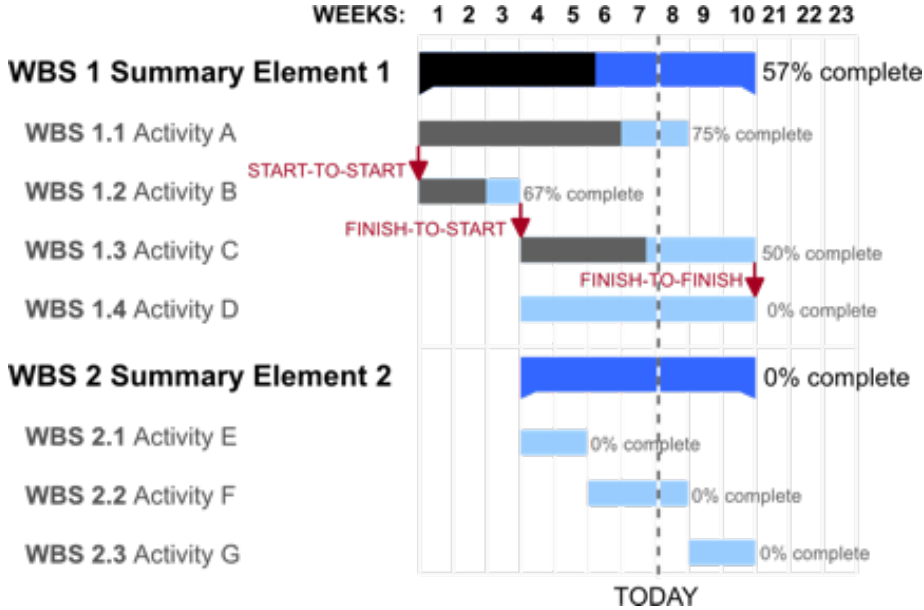 WEEKS: 1 2 3 4 5 6 7 8 9 10 21 22 23
WBS 1 Summary Element 1 57% complete
WBS 1.1 Activity A 75% complete
START-TO-START
WBS 1.2 Activity B 67% complete
FINISH-TO-START
WBS 1.3 Activity C 50% complete
FINISH-TO-FINISH
WBS 1.4 Activity D 0% complete
WBS 2 Summary Element 2 0% complete
WBS 2.1 Activity E 0% complete
WBS 2.2 Activity F 0% complete
WBS 2.3 Activity G 0% complete
TODAY